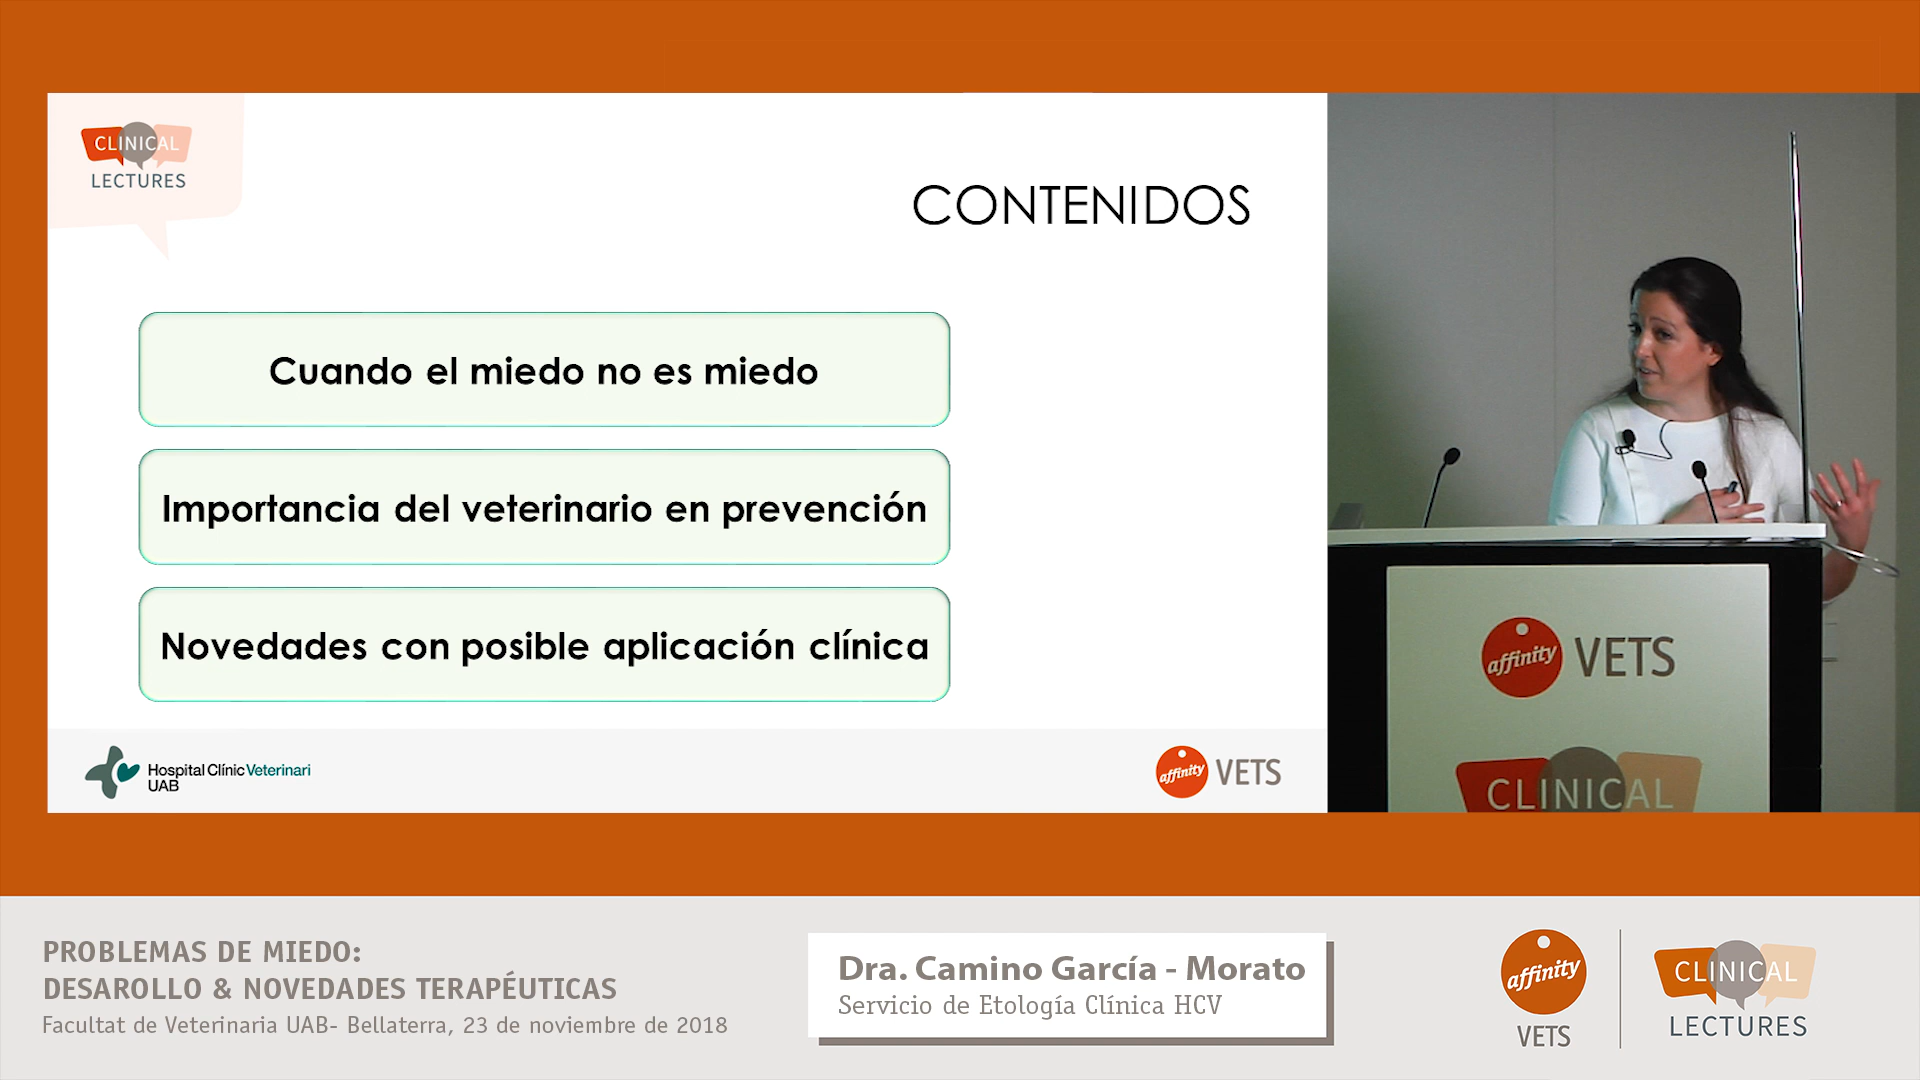 CLINICAL
LECTURES
CONTENIDOS
Cuando el miedo no es miedo
Importancia del veterinario en prevención
Novedades con posible aplicación clínica
Hospital Clínic Veterinari
UAB
affinity VETS
affinity VETS
CLINICAL
PROBLEMAS DE MIEDO:
DESAROLLO & NOVEDADES TERAPÉUTICAS
Facultat de Veterinaria UAB- Bellaterra, 23 de noviembre de 2018
Dra. Camino García - Morato
Servicio de Etología Clínica HCV
affinity
VETS
CLINICAL
LECTURES